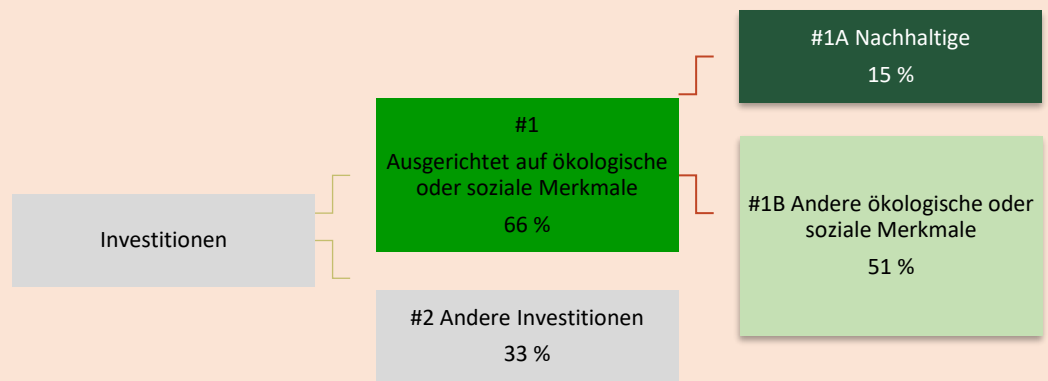 Investitionen
#1
Ausgerichtet auf ökologische
oder soziale Merkmale
66 %
#2 Andere Investitionen
33 %
#1A Nachhaltige
15 %
#1B Andere ökologische oder
soziale Merkmale
51 %